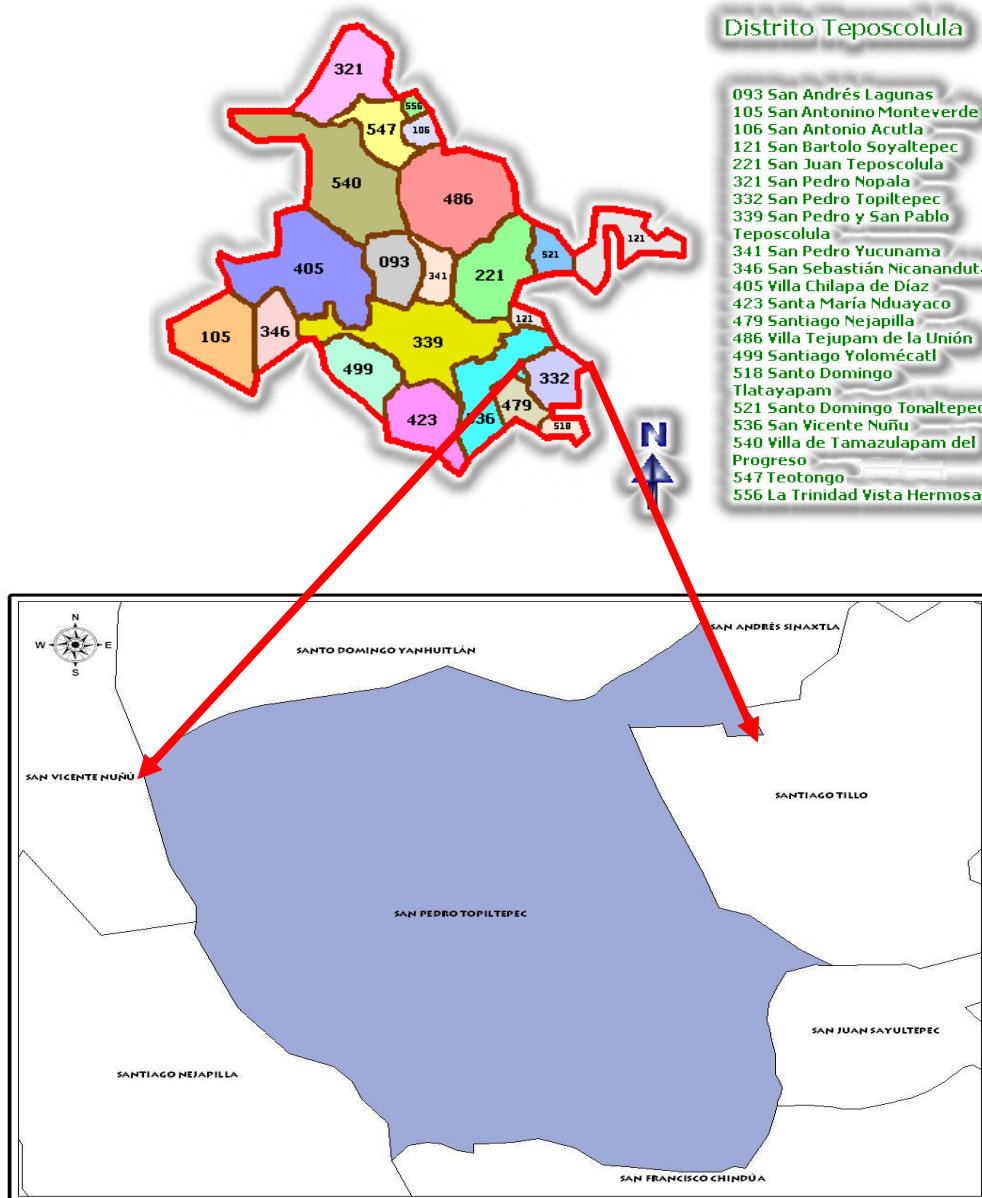 Distrito Teposcolula
093 San Andrés Lagunas
105 San Antonino Monteverde
106 San Antonio Acutla
121 San Bartolo Soyaltepec
221 San Juan Teposcolula
321 San Pedro Nopala
332 San Pedro Topiltepec
339 San Pedro y San Pablo
Teposcolula
341 San Pedro Yucunama
346 San Sebastián Nicananduta
405 Villa Chilapa de Díaz
423 Santa María Nduayaco
479 Santiago Nejapilla
486 Villa Tejupam de la Unión
499 Santiago Yolomécatl
518 Santo Domingo
Tlatayapam
521 Santo Domingo Tonaltepec
536 San Vicente Nuñu
540 Villa de Tamazulapam del
Progreso
547 Teotongo
556 La Trinidad Vista Hermosa
321
556
547
106
540
486
121
521
405
093
341
221
121
105
346
339
499
332
479
423
536
518
N
N
W
E
S
SAN ANDRÉS SINAXTLA
SANTO DOMINGO YANHUITLÁN
SAN VICENTE NUÑÚ
SANTIAGO TILLO
SAN PEDRO TOPILTEPEC
SAN JUAN SAYULTEPEC
SANTIAGO NEJAPILLA
SAN FRANCISCO CHINDÚA